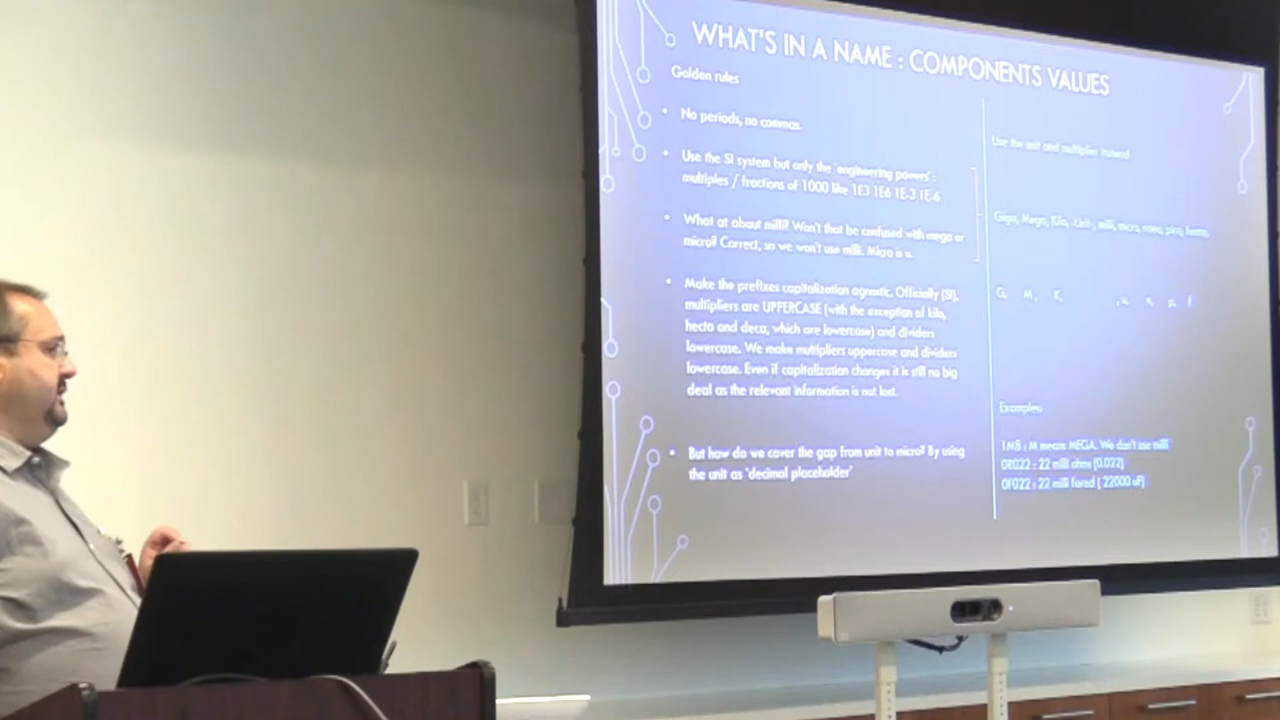 WHAT'S IN A NAME : COMPONENTS VALUES
Golden rules
• No periods, no commas.
• Use the SI system but only the 'engineering powers' :
multiples / fractions of 1000 like 1E3 1E6 1E-3 1E-6
• What at about milli? Won't that be confused with mega or
micro? Correct, so we won't use milli. Micro is u.
• Make the prefixes capitalization agnostic. Officially (SI),
multipliers are UPPERCASE (with the exception of kilo,
hecto and deca, which are lowercase) and dividers
lowercase. We make multipliers uppercase and dividers
lowercase. Even if capitalization changes it is still no big
deal as the relevant information is not lost.
• But how do we cover the gap from unit to micro? By using
the unit as 'decimal placeholder'
Use the unit and multiplier instead
Giga, Mega, Kilo, -Unit-, milli, micro, nano, pico, femto
G, M, K, , u, n, p, f
Examples:
1M8 : M means MEGA. We don't use milli
0R022 : 22 milli ohms (0.022)
0F022 : 22 milli farad ( 22000 uF)